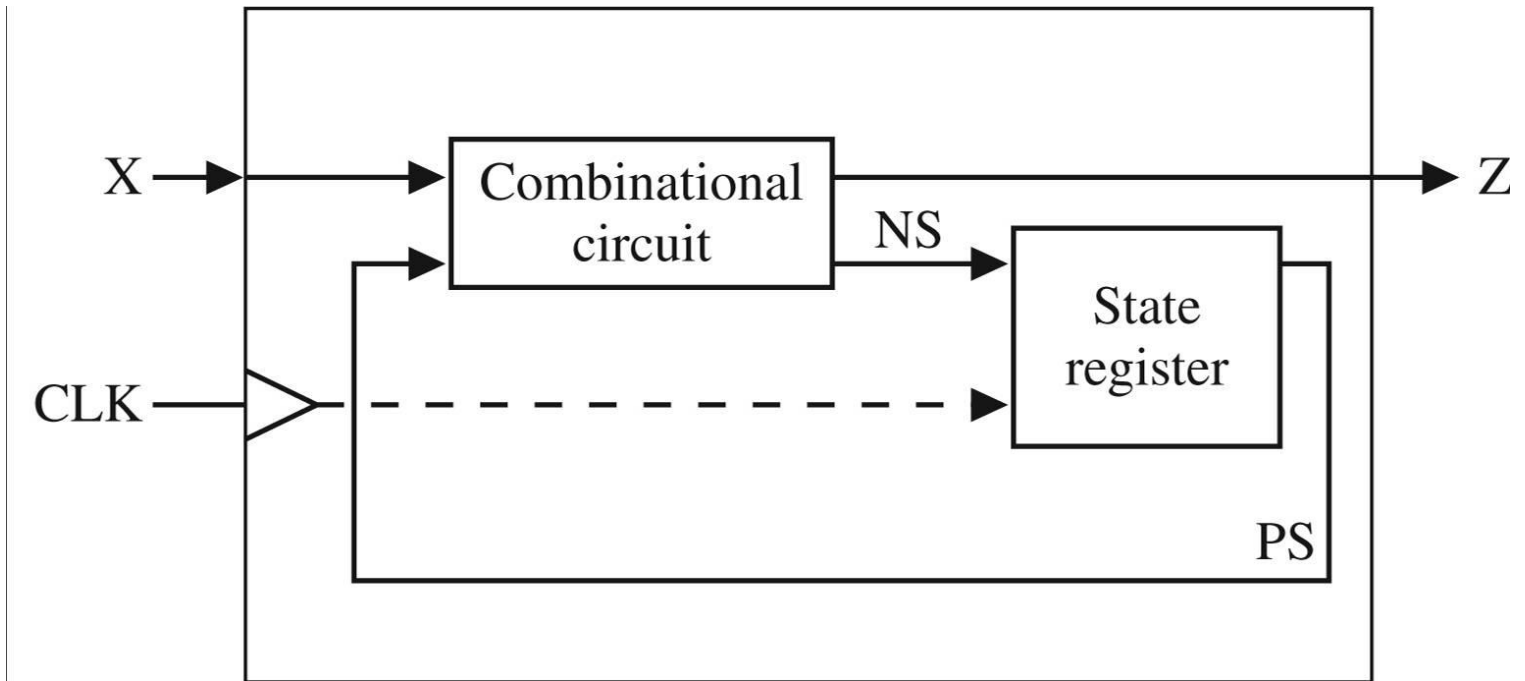 X
Combinational
circuit
Z
NS
State
register
CLK
PS